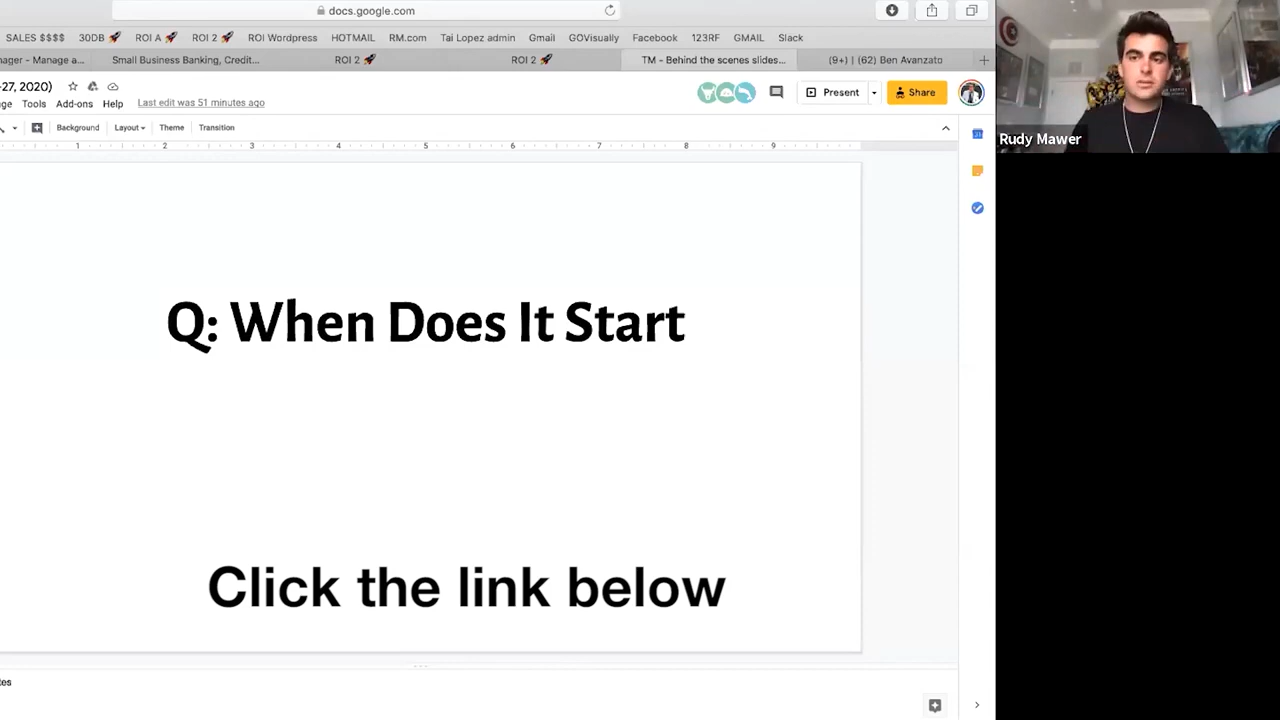 docs.google.com
SALES $$$$ 30DB 🚀 ROI A 🚀 ROI 2 🚀 ROI Wordpress HOTMAIL RM.com Tai Lopez admin Gmail GOVisually Facebook 123RF GMAIL Slack
nager - Manage a... Small Business Banking, Credit... ROI 2 🚀 ROI 2 🚀 TM - Behind the scenes slides... (9+) | (62) Ben Avanzato
-27, 2020)
ge Tools Add-ons Help Last edit was 51 minutes ago
Present Share
Background Layout Theme Transition
1 2 3 4 5 6 7 8 9
Rudy Mawer
Q: When Does It Start
Click the link below
tes